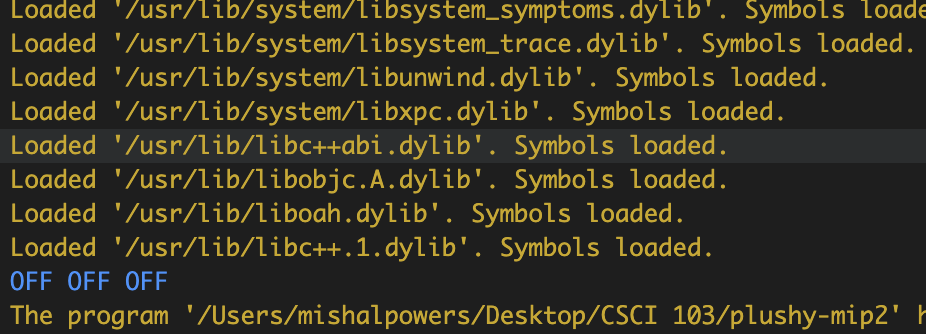 Loaded '/usr/lib/system/libsystem_symptoms.dylib'. Symbols loade
Loaded '/usr/lib/system/libsystem_trace.dylib'. Symbols loaded.
Loaded '/usr/lib/system/libunwind.dylib'. Symbols loaded.
Loaded '/usr/lib/system/libxpc.dylib'. Symbols loaded.
Loaded '/usr/lib/libc++abi.dylib'. Symbols loaded.
Loaded '/usr/lib/libobjc.A.dylib'. Symbols loaded.
Loaded '/usr/lib/liboah.dylib'. Symbols loaded.
Loaded '/usr/lib/libc++.1.dylib'. Symbols loaded.
OFF OFF OFF
The program '/Users/mishalpowers/Desktop/CSCI 103/plushy-mip2' h